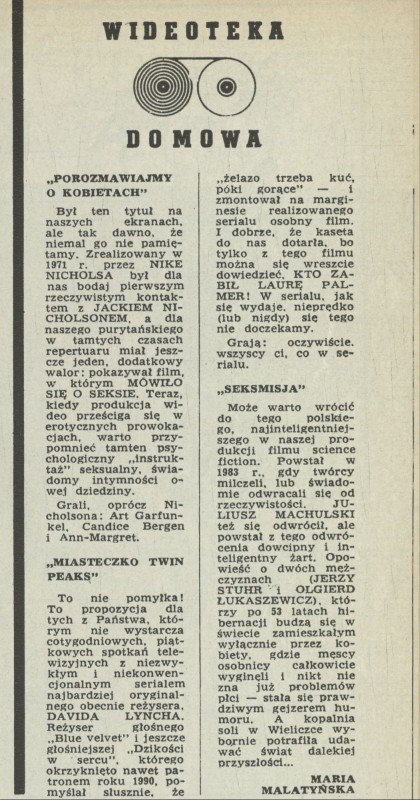 WIDEOTEKA
DOMOWA
„POROZMAWIAJMY
O KOBIETACH”
Był ten tytuł na
naszych ekranach,
ale tak dawno, że
niemal go nie pamię-
tamy. Zrealizowany w
1971 r. przez NIKE
NICHOLSA był dla
nas bodaj pierwszym
rzeczywistym kontak-
tem z JACKIEM NI-
CHOLSONEM, a dla
naszego purytańskiego
w tamtych czasach
repertuaru miał jesz-
cze jeden, dodatkowy
walor: pokazywał film,
w którym MÓWIŁO
SIĘ O SEKSIE. Teraz,
kiedy produkcja wi-
deo prześciga się w
erotycznych prowoka-
cjach, warto przy-
pomnieć tamten psy-
chologiczny „instruk-
taż” seksualny, świa-
domy intymności o-
wej dziedziny.
Grali, oprócz Ni-
cholsona: Art Garfun-
kel, Candice Bergen
i Ann-Margret.
„MIASTECZKO TWIN
PEAKS”
To nie pomyłka!
To propozycja dla
tych z Państwa, któ-
rym nie wystarcza
cotygodniowych, piąt-
kowych spotkań tele-
wizyjnych z niezwy-
kłym i niekonwen-
cjonalnym serialem
najbardziej oryginal-
nego obecnie reżysera,
DAVIDA LYNCHA.
Reżyser głośnego
„Blue velvet” i jeszcze
głośniejszej „Dzikości
w sercu”, którego
okrzyknięto nawet pa-
tronem roku 1990, po-
myślał słusznie, że
„żelazo trzeba kuć,
póki gorące” — i
zmontował na margi-
nesie realizowanego
serialu osobny film.
I dobrze, że kaseta
do nas dotarła, bo
tylko z tego filmu
można się wreszcie
dowiedzieć, KTO ZA-
BIŁ LAURĘ PAL-
MER! W serialu, jak
się wydaje, nieprędko
(lub nigdy) się tego
nie doczekamy.
Grają: oczywiście,
wszyscy ci, co w se-
rialu.
„SEKSMISJA”
Może warto wrócić
do tego polskie-
go, najinteligentniej-
szego w naszej pro-
dukcji filmu science
fiction. Powstał w
1983 r., gdy twórcy
milczeli, lub świado-
mie odwracali się od
rzeczywistości. JU-
LIUSZ MACHULSKI
też się odwrócił, ale
powstał z tego odwró-
cenia dowcipny i in-
teligentny żart. Opo-
wieść o dwóch męż-
czyznach (JERZY
STUHR i OLGIERD
ŁUKASZEWICZ), któ-
rzy po 53 latach hi-
bernacji budzą się w
świecie zamieszkałym
wyłącznie przez ko-
biety, gdzie męscy
osobnicy całkowicie
wyginęli i nikt nie
zna już problemów
płci — stała się praw-
dziwym gejzerem hu-
moru. A kopalnia
soli w Wieliczce wy-
bornie potrafiła uda-
wać świat dalekiej
przyszłości...
MARIA
MALATYŃSKA